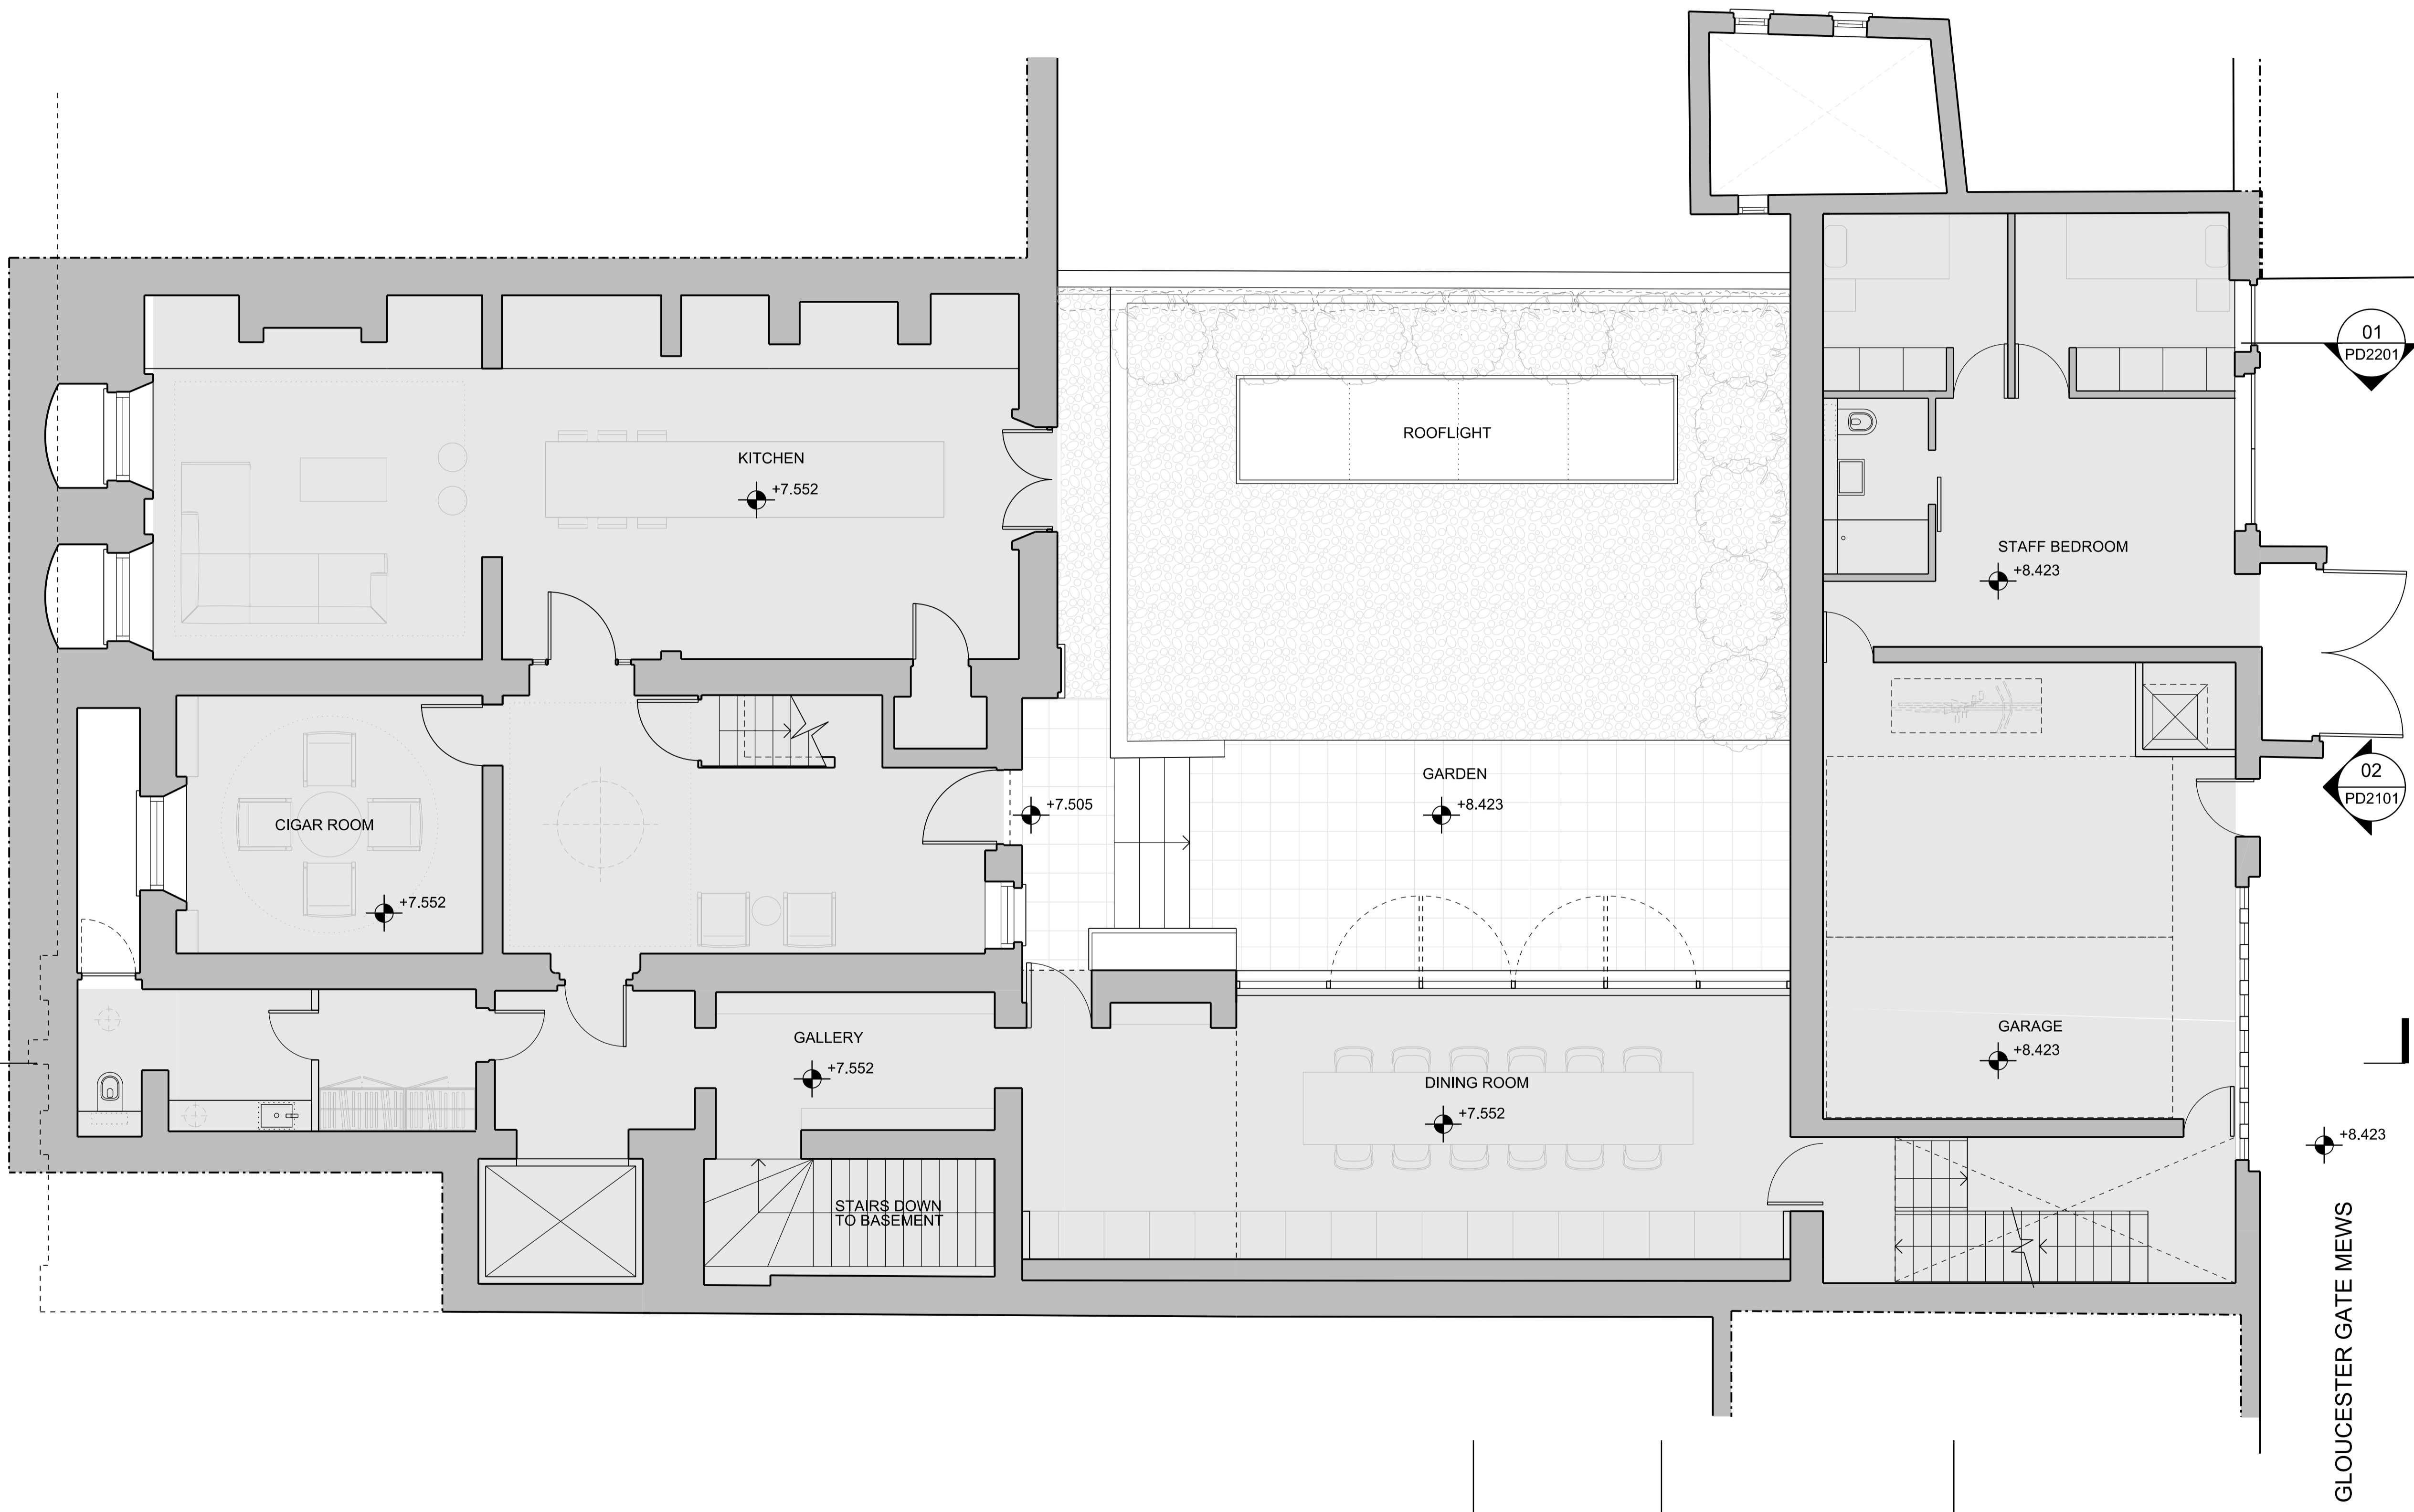 01
PD2201
ROOFLIGHT
KITCHEN
+7.552
STAFF BEDROOM
+8.423
GARDEN
+8.423
+7.505
02
PD2101
CIGAR ROOM
+7.552
GALLERY
+7.552
GARAGE
+8.423
DINING ROOM
+7.552
+8.423
STAIRS DOWN
TO BASEMENT
GLOUCESTER GATE MEWS